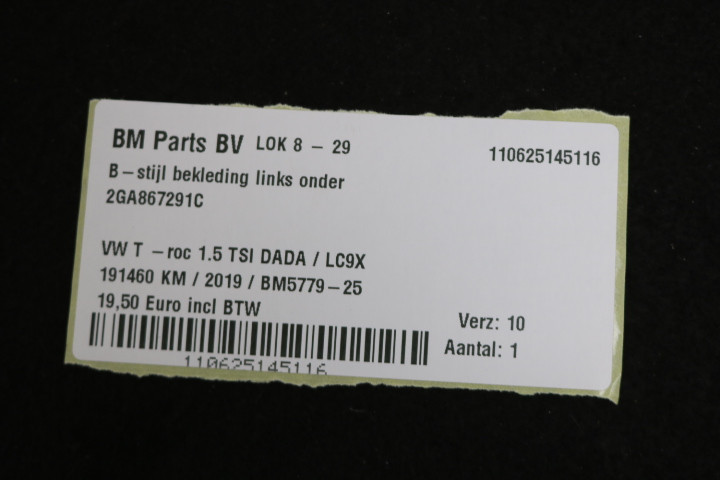 BM Parts BV LOK 8 - 29
110625145116
B-stijl bekleding links onder
2GA867291C
VW T -roc 1.5 TSI DADA / LC9X
191460 KM / 2019 / BM5779-25
19,50 Euro incl BTW
Verz: 10
Aantal: 1
110625145116